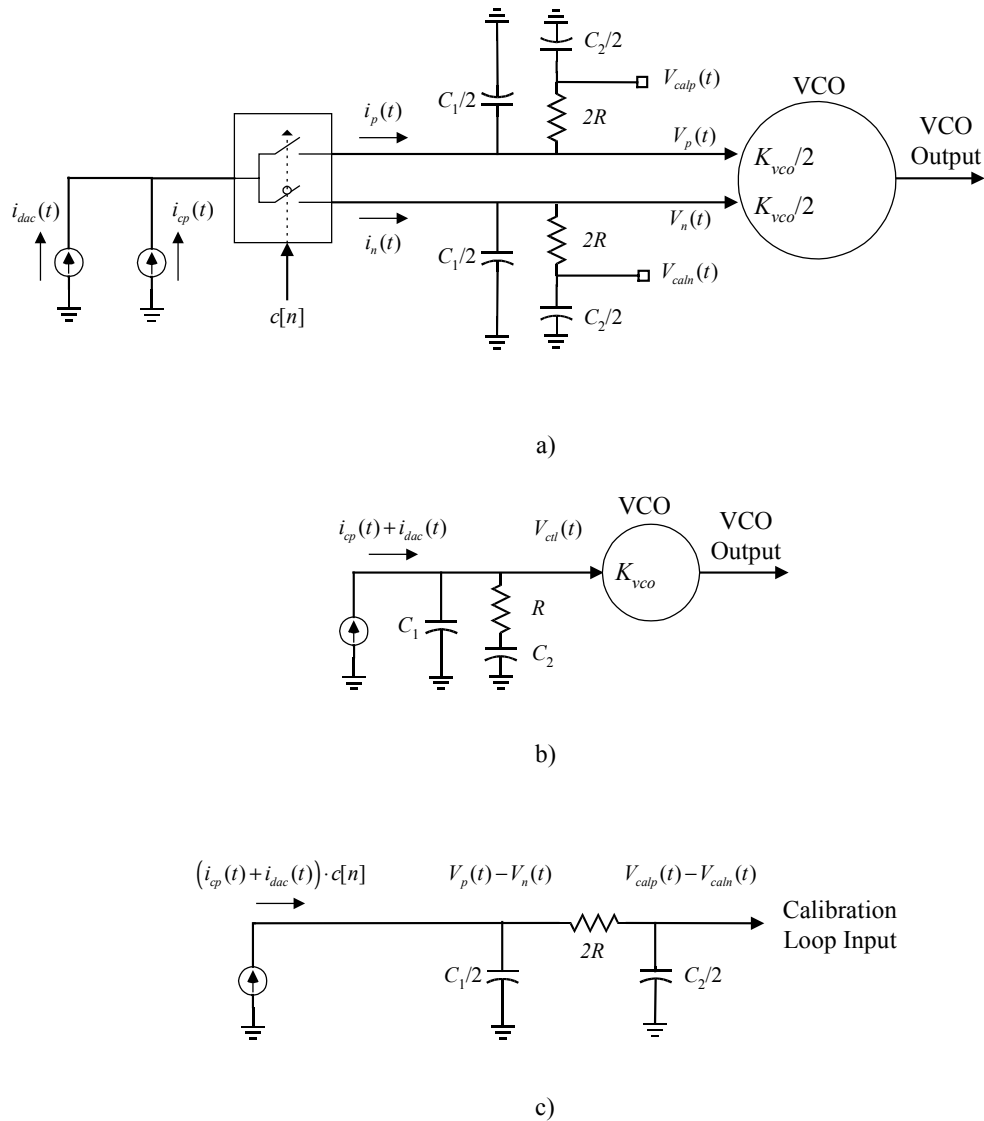 C₂/2
V_calp(t)
VCO
C₁/2
i_p(t)
2R
V_p(t)
VCO
Output
K_vco/2
K_vco/2
i_dac(t)
i_cp(t)
i_n(t)
V_n(t)
C₁/2
2R
V_caln(t)
c[n]
C₂/2
a)
VCO
i_cp(t) + i_dac(t)
V_ctl(t)
VCO
Output
K_vco
R
C₁
C₂
b)
(i_cp(t) + i_dac(t)) · c[n]
V_p(t) − V_n(t)
V_calp(t) − V_caln(t)
Calibration
Loop Input
2R
C₁/2
C₂/2
c)